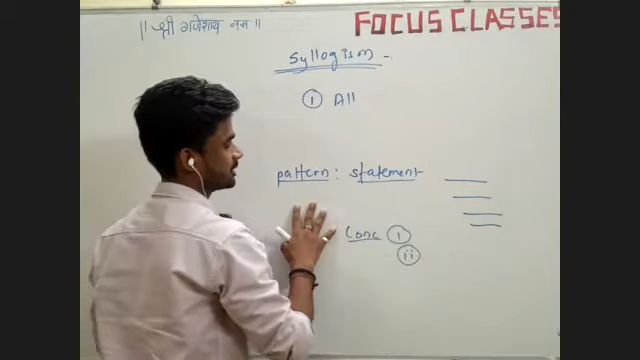 || श्री गणेशाय नमः ||
FOCUS CLASSES
Syllogism
① All
pattern : statement
Conc ①
ⅱ